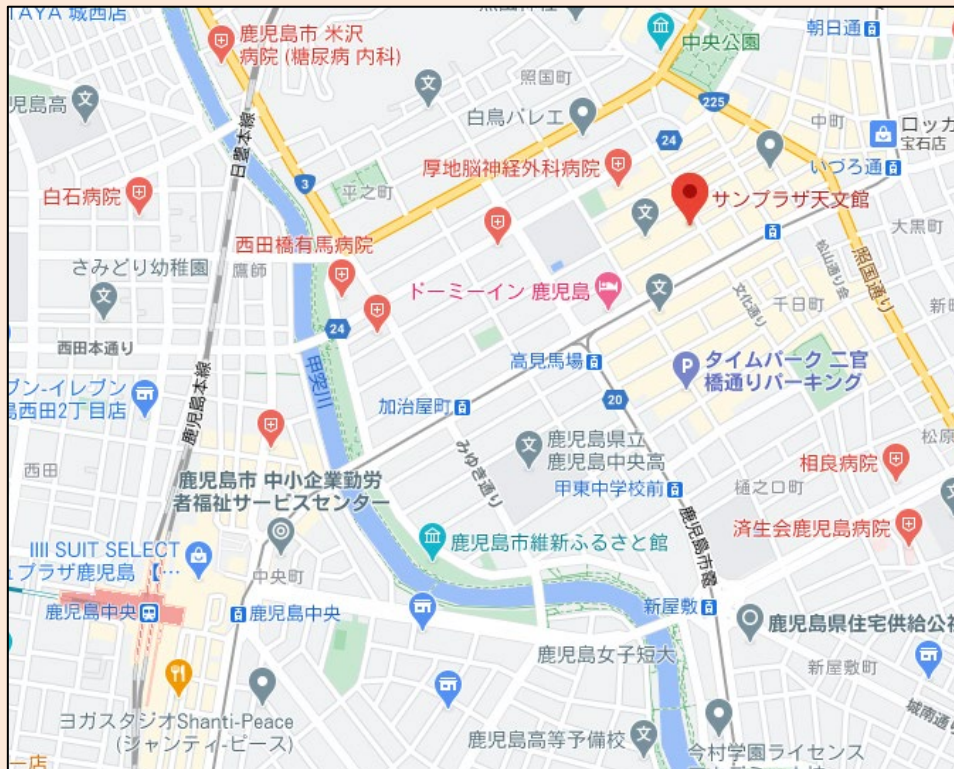 TAYA 城西店
鹿児島市 米沢
病院 (糖尿病 内科)
中央公園
朝日通
照国町
児島高
225
中町
白鳥バレエ
ロッカ
宝石店
日豊本線
24
いづろ通
厚地脳神経外科病院
3
平之町
白石病院
サンプラザ天文館
大黒町
西田橋有馬病院
さみどり幼稚園
鷹師
松山通り会
照国通り
ドーミーイン 鹿児島
文化通り
千日町
新町
24
西田本通り
甲突川
高見馬場
タイムパーク 二官
橋通りパーキング
ブン-イレブン
島西田2丁目店
鹿児島本線
加治屋町
20
みゆき通り
鹿児島県立
鹿児島中央高
松原
西田
相良病院
鹿児島市 中小企業勤労
者福祉サービスセンター
甲東中学校前
樋之口町
鹿児島市電
済生会鹿児島病院
IIII SUIT SELECT
ュプラザ鹿児島 【…
鹿児島市維新ふるさと館
中央町
鹿児島中央
鹿児島中央
新屋敷
鹿児島県住宅供給公社
鹿児島女子短大
新屋敷町
城南通り
ヨガスタジオShanti-Peace
(シャンティ-ピース)
鹿児島高等予備校
今村学園ライセンス
一店